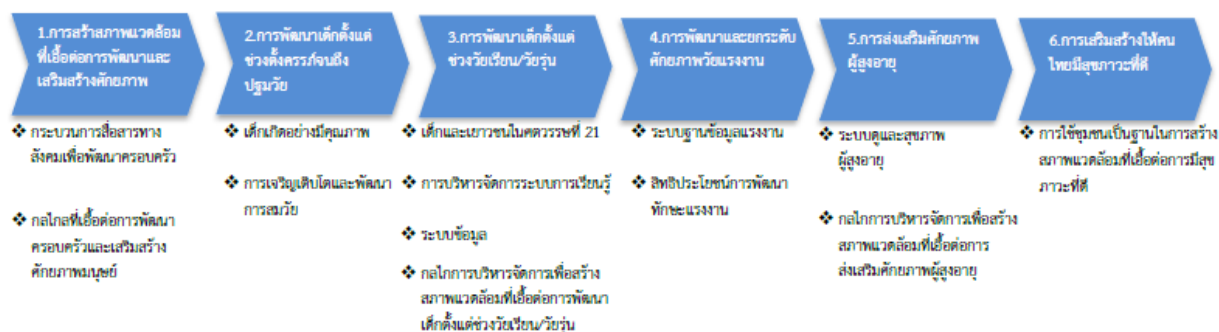 1.การสร้าสภาพแวดล้อม
ที่เอื้อต่อการพัฒนาและ
เสริมสร้างศักยภาพ
2.การพัฒนาเด็กตั้งแต่
ช่วงตั้งครรภ์จนถึง
ปฐมวัย
3.การพัฒนาเด็กตั้งแต่
ช่วงวัยเรียน/วัยรุ่น
4.การพัฒนาและยกระดับ
ศักยภาพวัยแรงงาน
5.การส่งเสริมศักยภาพ
ผู้สูงอายุ
6.การเสริมสร้างให้คน
ไทยมีสุขภาวะที่ดี
❖ กระบวนการสื่อสารทาง
สังคมเพื่อพัฒนาครอบครัว
❖ กลไกลที่เอื้อต่อการพัฒนา
ครอบครัวและเสริมสร้าง
ศักยภาพมนุษย์
❖ เด็กเกิดอย่างมีคุณภาพ
❖ การเจริญเติบโตและพัฒนา
การสมวัย
❖ เด็กและเยาวชนในศตวรรษที่ 21
❖ การบริหารจัดการระบบการเรียนรู้
❖ ระบบข้อมูล
❖ กลไกการบริหารจัดการเพื่อสร้าง
สภาพแวดล้อมที่เอื้อต่อการพัฒนา
เด็กตั้งแต่ช่วงวัยเรียน/วัยรุ่น
❖ ระบบฐานข้อมูลแรงงาน
❖ สิทธิประโยชน์การพัฒนา
ทักษะแรงงาน
❖ ระบบดูและสุขภาพ
ผู้สูงอายุ
❖ กลไกการบริหารจัดการเพื่อสร้าง
สภาพแวดล้อมที่เอื้อต่อการ
ส่งเสริมศักยภาพผู้สูงอายุ
❖ การใช้ชุมชนเป็นฐานในการสร้าง
สภาพแวดล้อมที่เอื้อต่อการมีสุข
ภาวะที่ดี